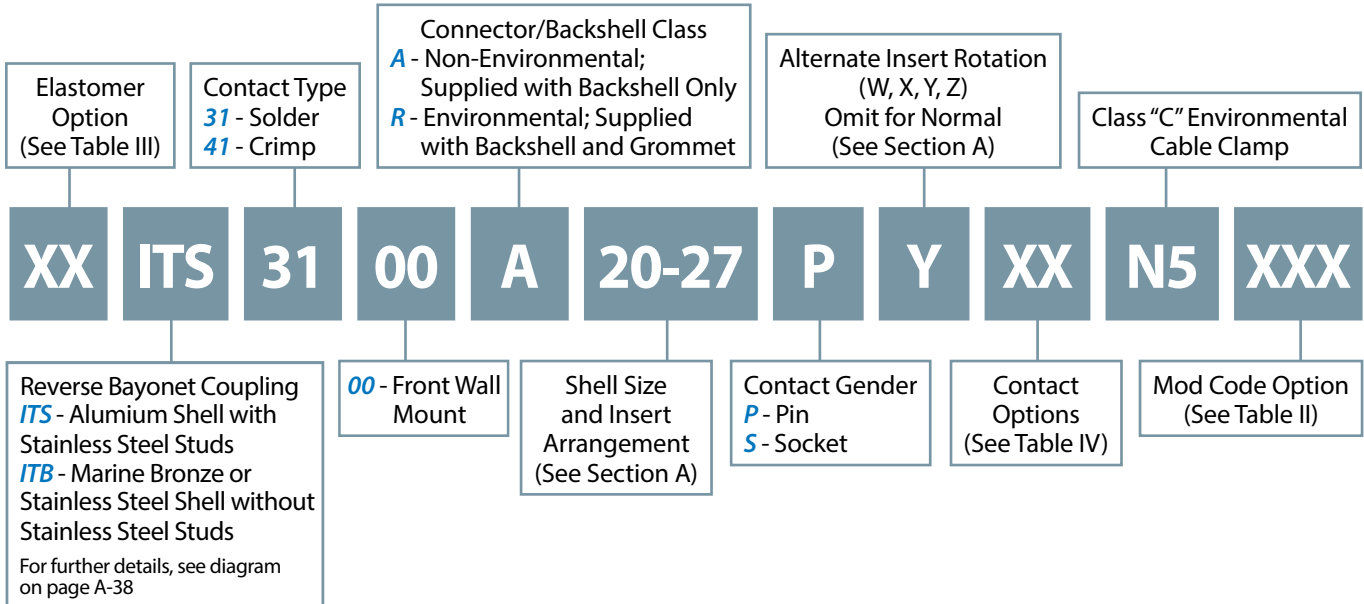 Elastomer
Option
(See Table III)
Contact Type
31 - Solder
41 - Crimp
Connector/Backshell Class
A - Non-Environmental;
Supplied with Backshell Only
R - Environmental; Supplied
with Backshell and Grommet
Alternate Insert Rotation
(W, X, Y, Z)
Omit for Normal
(See Section A)
Class “C” Environmental
Cable Clamp
XX ITS 31 00 A 20-27 P Y XX N5 XXX
Reverse Bayonet Coupling
ITS - Alumium Shell with
Stainless Steel Studs
ITB - Marine Bronze or
Stainless Steel Shell without
Stainless Steel Studs
For further details, see diagram
on page A-38
00 - Front Wall
Mount
Shell Size
and Insert
Arrangement
(See Section A)
Contact Gender
P - Pin
S - Socket
Contact
Options
(See Table IV)
Mod Code Option
(See Table II)